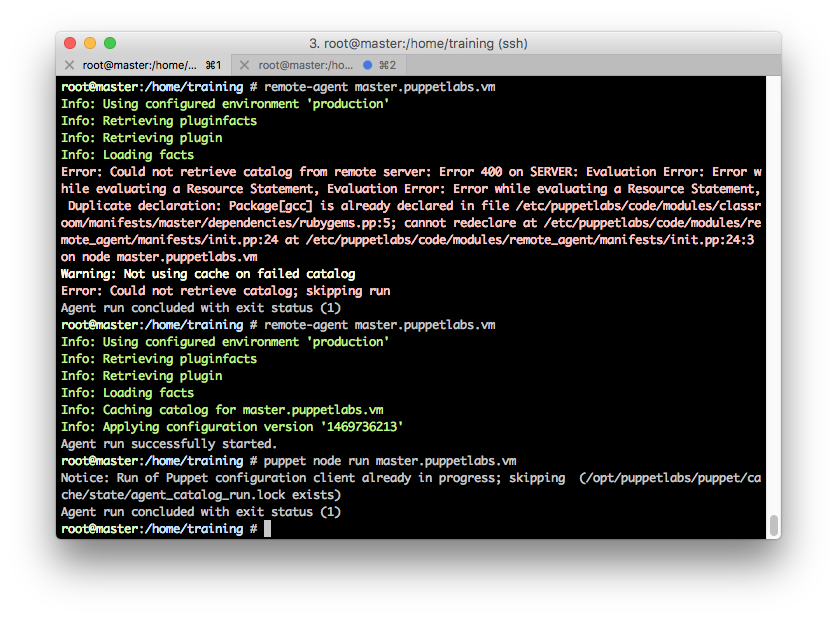 3. root@master:/home/training (ssh)
root@master:/home/... ⌘1
root@master:/ho... ⌘2
root@master:/home/training # remote-agent master.puppetlabs.vm
Info: Using configured environment 'production'
Info: Retrieving pluginfacts
Info: Retrieving plugin
Info: Loading facts
Error: Could not retrieve catalog from remote server: Error 400 on SERVER: Evaluation Error: Error w
hile evaluating a Resource Statement, Evaluation Error: Error while evaluating a Resource Statement,
Duplicate declaration: Package[gcc] is already declared in file /etc/puppetlabs/code/modules/classr
oom/manifests/master/dependencies/rubygems.pp:5; cannot redeclare at /etc/puppetlabs/code/modules/re
mote_agent/manifests/init.pp:24 at /etc/puppetlabs/code/modules/remote_agent/manifests/init.pp:24:3
on node master.puppetlabs.vm
Warning: Not using cache on failed catalog
Error: Could not retrieve catalog; skipping run
Agent run concluded with exit status (1)
root@master:/home/training # remote-agent master.puppetlabs.vm
Info: Using configured environment 'production'
Info: Retrieving pluginfacts
Info: Retrieving plugin
Info: Loading facts
Info: Caching catalog for master.puppetlabs.vm
Info: Applying configuration version '1469736213'
Agent run successfully started.
root@master:/home/training # puppet node run master.puppetlabs.vm
Notice: Run of Puppet configuration client already in progress; skipping  (/opt/puppetlabs/puppet/ca
che/state/agent_catalog_run.lock exists)
Agent run concluded with exit status (1)
root@master:/home/training #